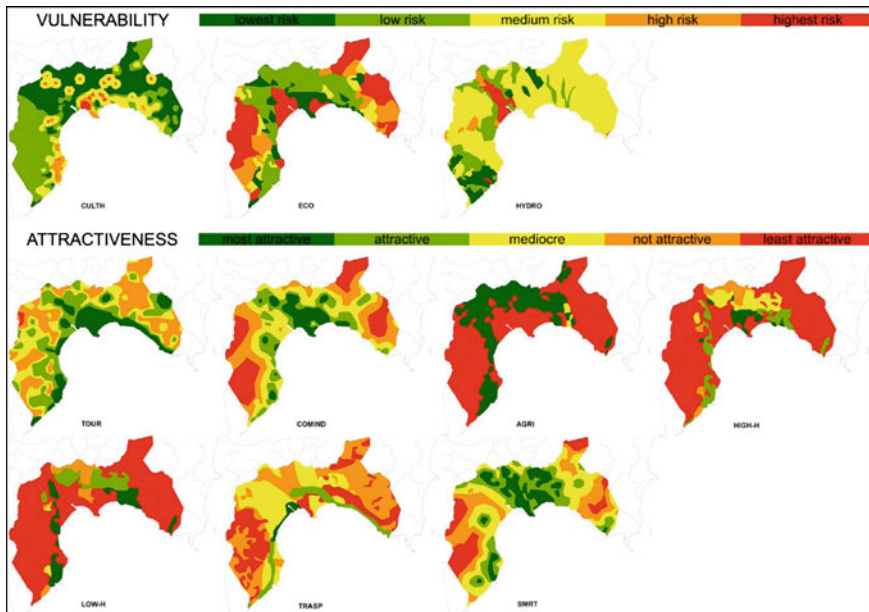 VULNERABILITY lowest risk low risk medium risk high risk highest risk
CULTH ECO HYDRO
ATTRACTIVENESS most attractive attractive mediocre not attractive least attractive
TOUR COMIND AGRI HIGH-H
LOW-H TRASP SMRT